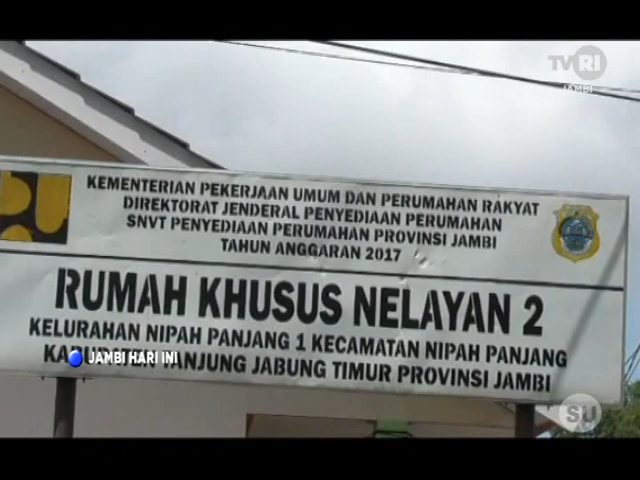 TVRI
JAMBI
KEMENTERIAN PEKERJAAN UMUM DAN PERUMAHAN RAKYAT
DIREKTORAT JENDERAL PENYEDIAAN PERUMAHAN
SNVT PENYEDIAAN PERUMAHAN PROVINSI JAMBI
TAHUN ANGGARAN 2017
RUMAH KHUSUS NELAYAN 2
KELURAHAN NIPAH PANJANG 1 KECAMATAN NIPAH PANJANG
KABUPATEN TANJUNG JABUNG TIMUR PROVINSI JAMBI
JAMBI HARI INI
SU